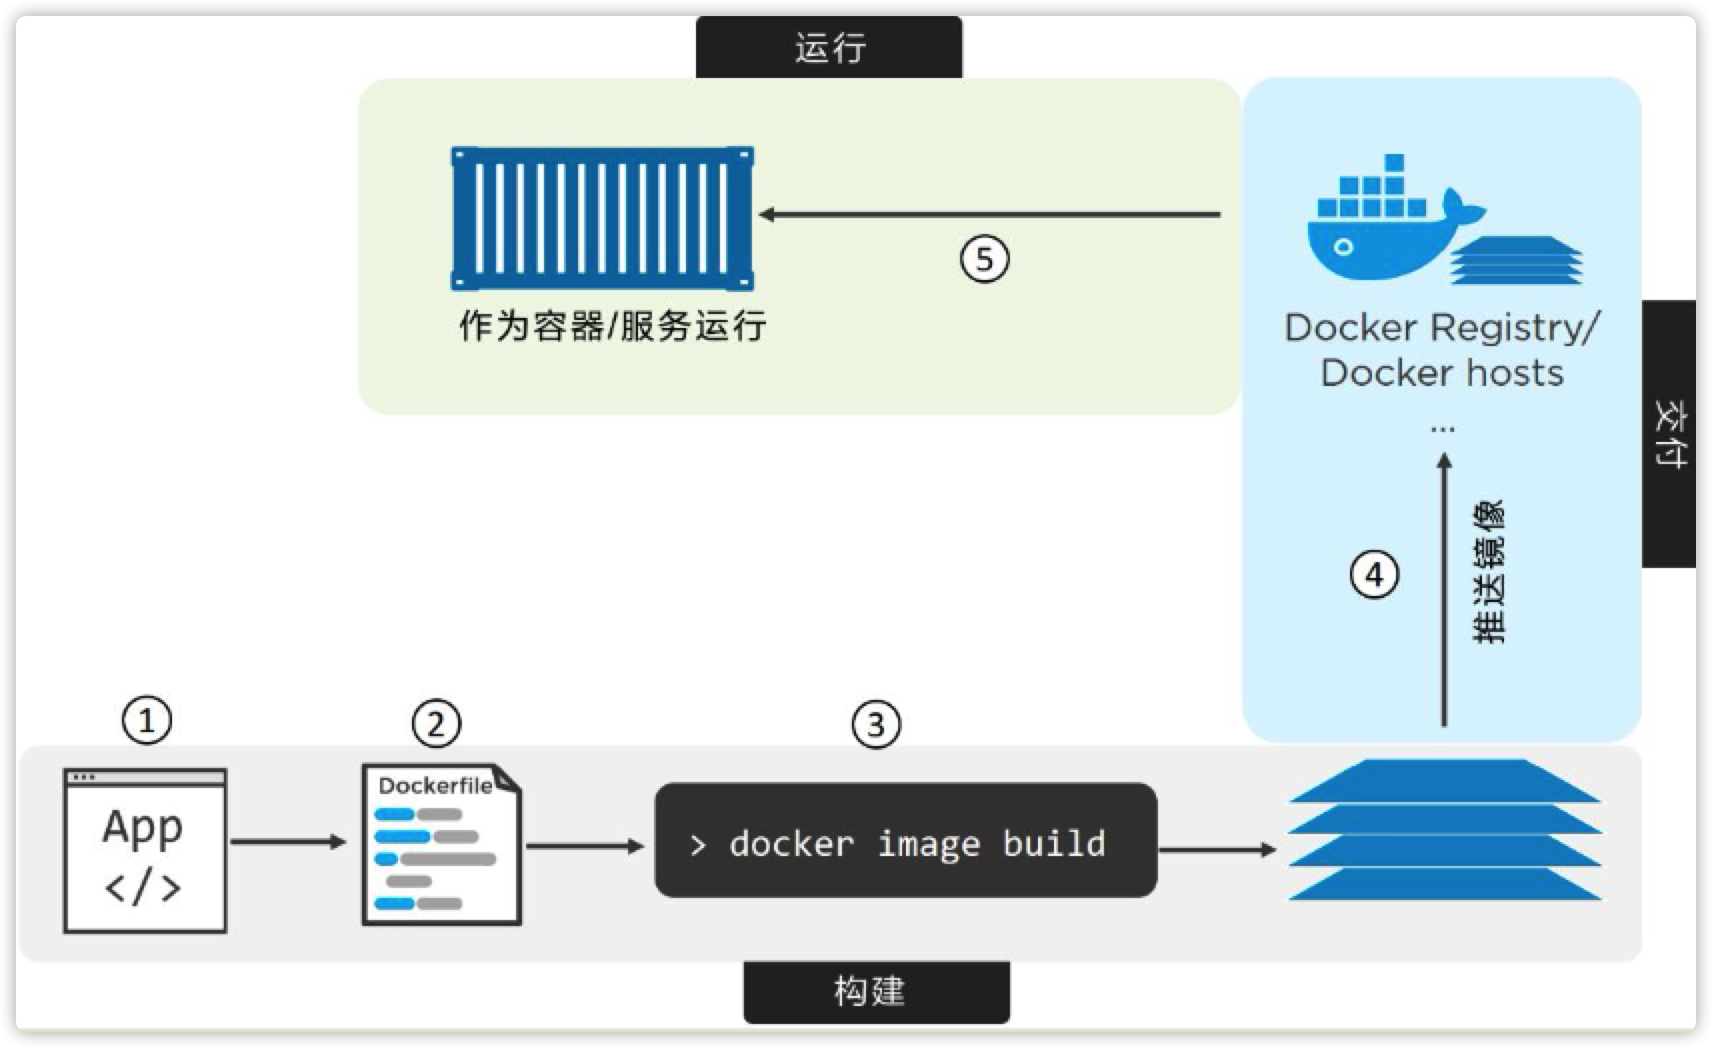 运行
⑤
作为容器/服务运行
Docker Registry/
Docker hosts
...
交付
④
推送镜像
①
②
③
App
</>
Dockerfile
> docker image build
构建